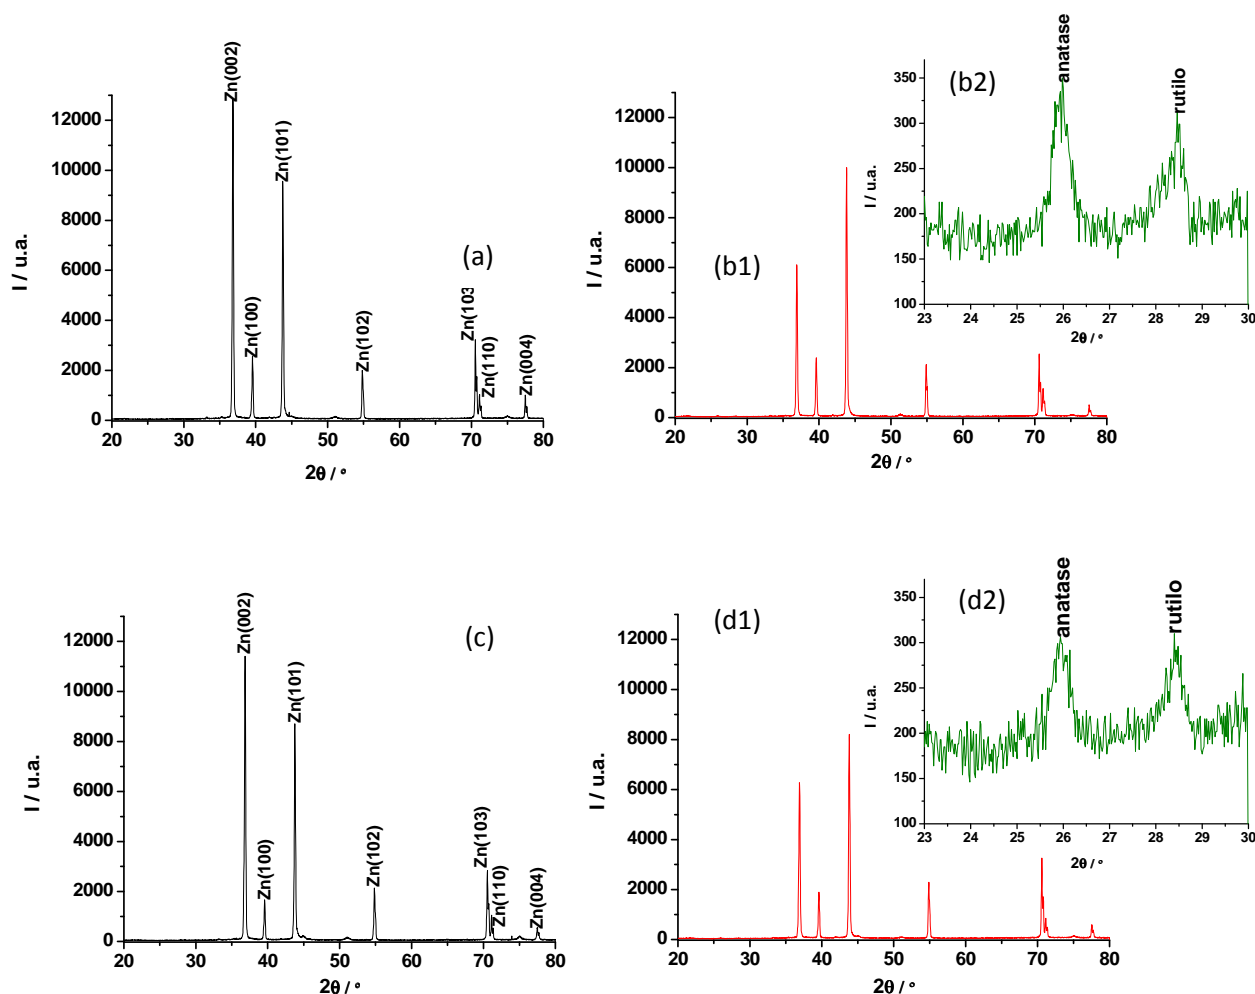 Zn(002)
Zn(100)
Zn(101)
Zn(102)
Zn(103
Zn(110)
Zn(004)
(a)
I / u.a.
12000
10000
8000
6000
4000
2000
0
20 30 40 50 60 70 80
2θ / °
(b1)
I / u.a.
12000
10000
8000
6000
4000
2000
0
20 30 40 50 60 70 80
2θ / °
(b2)
anatase
rutilo
I / u.a.
350
300
250
200
150
100
23 24 25 26 27 28 29 30
2θ / °
Zn(002)
Zn(100)
Zn(101)
Zn(102)
Zn(103)
Zn(110)
Zn(004)
(c)
I / u.a.
12000
10000
8000
6000
4000
2000
0
20 30 40 50 60 70 80
2θ / °
(d1)
I / u.a.
12000
10000
8000
6000
4000
2000
0
20 30 40 50 60 70 80
2θ / °
(d2)
anatase
rutilo
I / u.a.
350
300
250
200
150
100
23 24 25 26 27 28 29 30
2θ / °